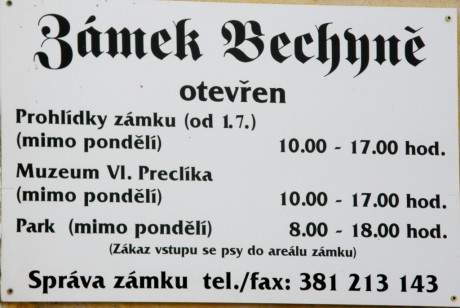 Zámek Bechyně
otevřen
Prohlídky zámku (od 1.7.)
(mimo pondělí) 10.00 - 17.00 hod.
Muzeum Vl. Preclíka
(mimo pondělí) 10.00 - 17.00 hod.
Park (mimo pondělí) 8.00 - 18.00 hod.
(Zákaz vstupu se psy do areálu zámku)
Správa zámku tel./fax: 381 213 143